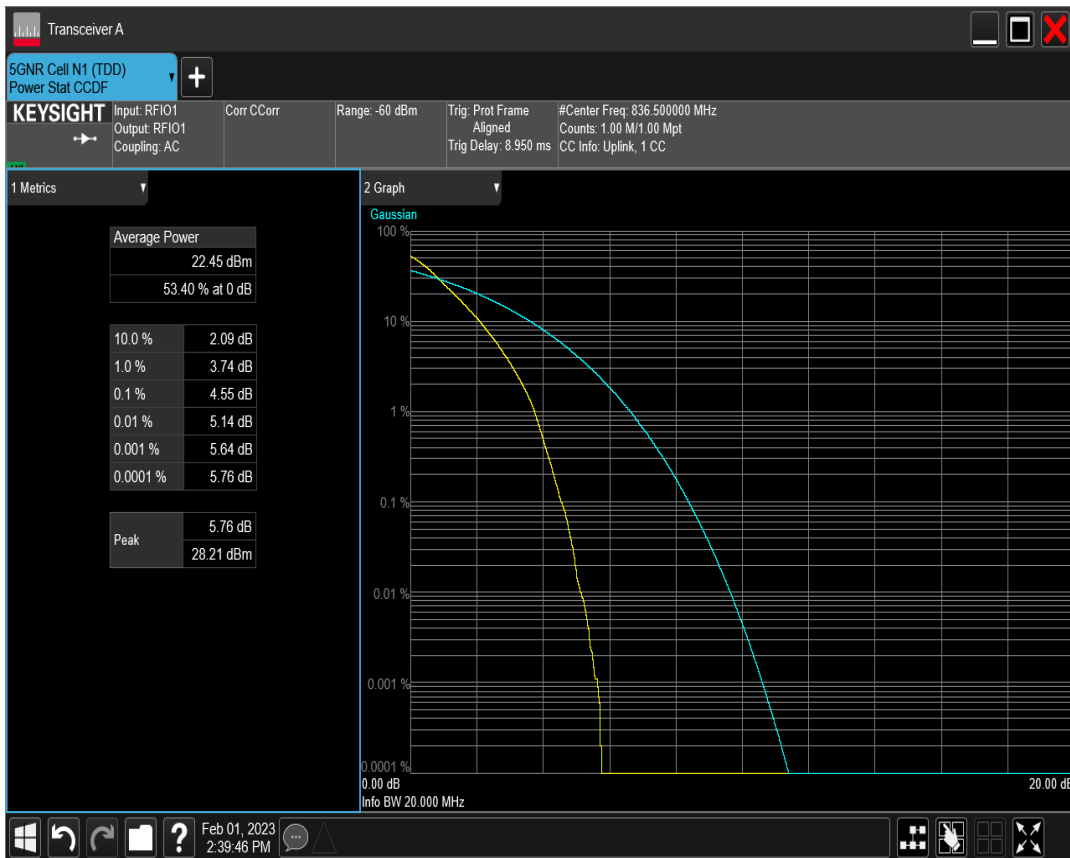 Transceiver A
5GNR Cell N1 (TDD)
Power Stat CCDF
KEYSIGHT
Input: RFIO1
Output: RFIO1
Coupling: AC
Corr CCorr
Range: -60 dBm
Trig: Prot Frame
Aligned
Trig Delay: 8.950 ms
#Center Freq: 836.500000 MHz
Counts: 1.00 M/1.00 Mpt
CC Info: Uplink, 1 CC
1 Metrics
Average Power
22.45 dBm
53.40 % at 0 dB
10.0 % 2.09 dB
1.0 % 3.74 dB
0.1 % 4.55 dB
0.01 % 5.14 dB
0.001 % 5.64 dB
0.0001 % 5.76 dB
Peak
5.76 dB
28.21 dBm
2 Graph
Gaussian
100 %
10 %
1 %
0.1 %
0.01 %
0.001 %
0.0001 %
0.00 dB
20.00 dB
Info BW 20.000 MHz
?
Feb 01, 2023
2:39:46 PM